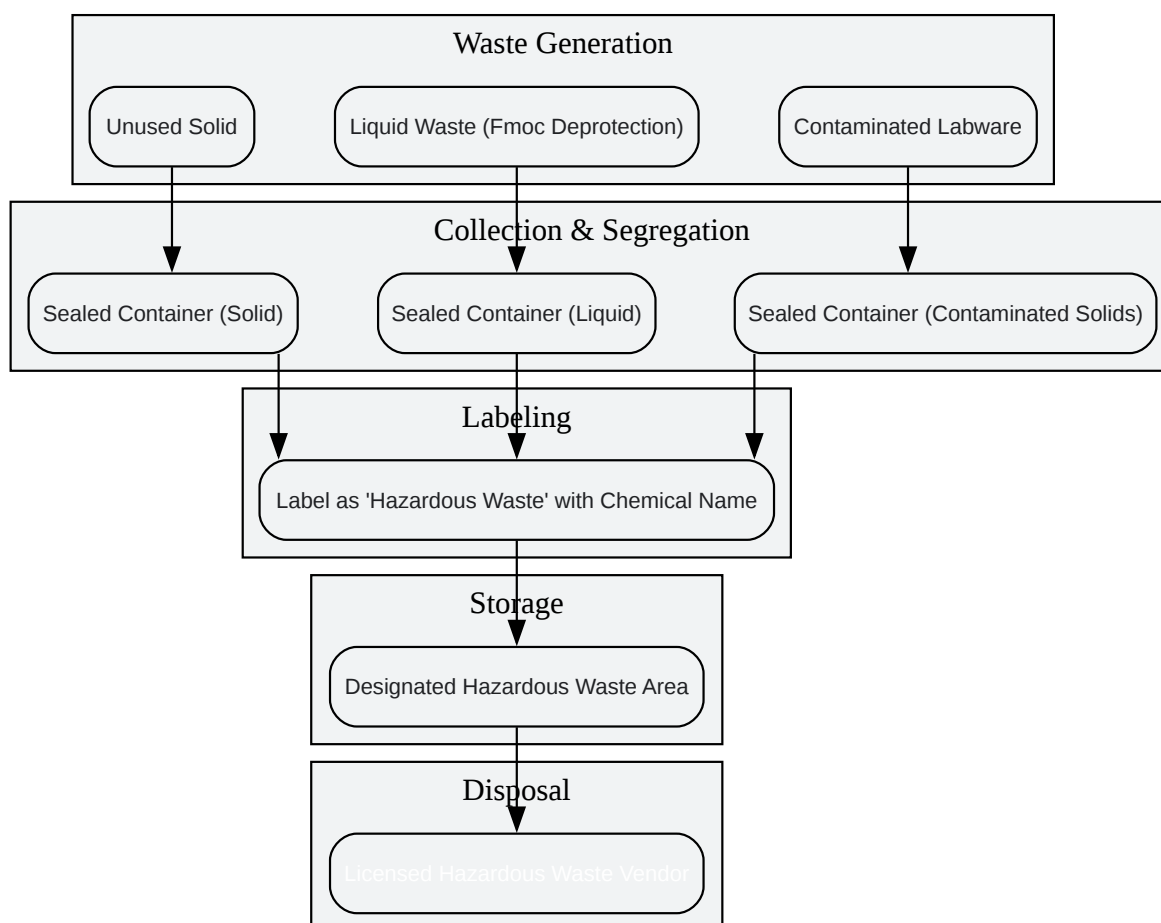 Waste Generation
Unused Solid
Liquid Waste (Fmoc Deprotection)
Contaminated Labware
Collection & Segregation
Sealed Container (Solid)
Sealed Container (Liquid)
Sealed Container (Contaminated Solids)
Labeling
Label as 'Hazardous Waste' with Chemical Name
Storage
Designated Hazardous Waste Area
Disposal
Licensed Hazardous Waste Vendor